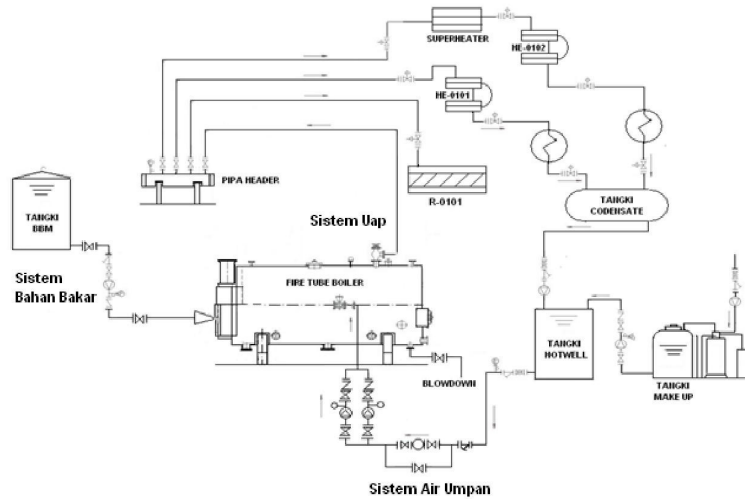 SUPERHEATER
HE-0102
HE-0101
PIPA HEADER
R-0101
TANGKI
BBM
TANGKI
CODENSATE
Sistem Uap
Sistem
Bahan Bakar
FIRE TUBE BOILER
TANGKI
HOTWELL
BLOWDOWN
TANGKI
MAKE UP
Sistem Air Umpan